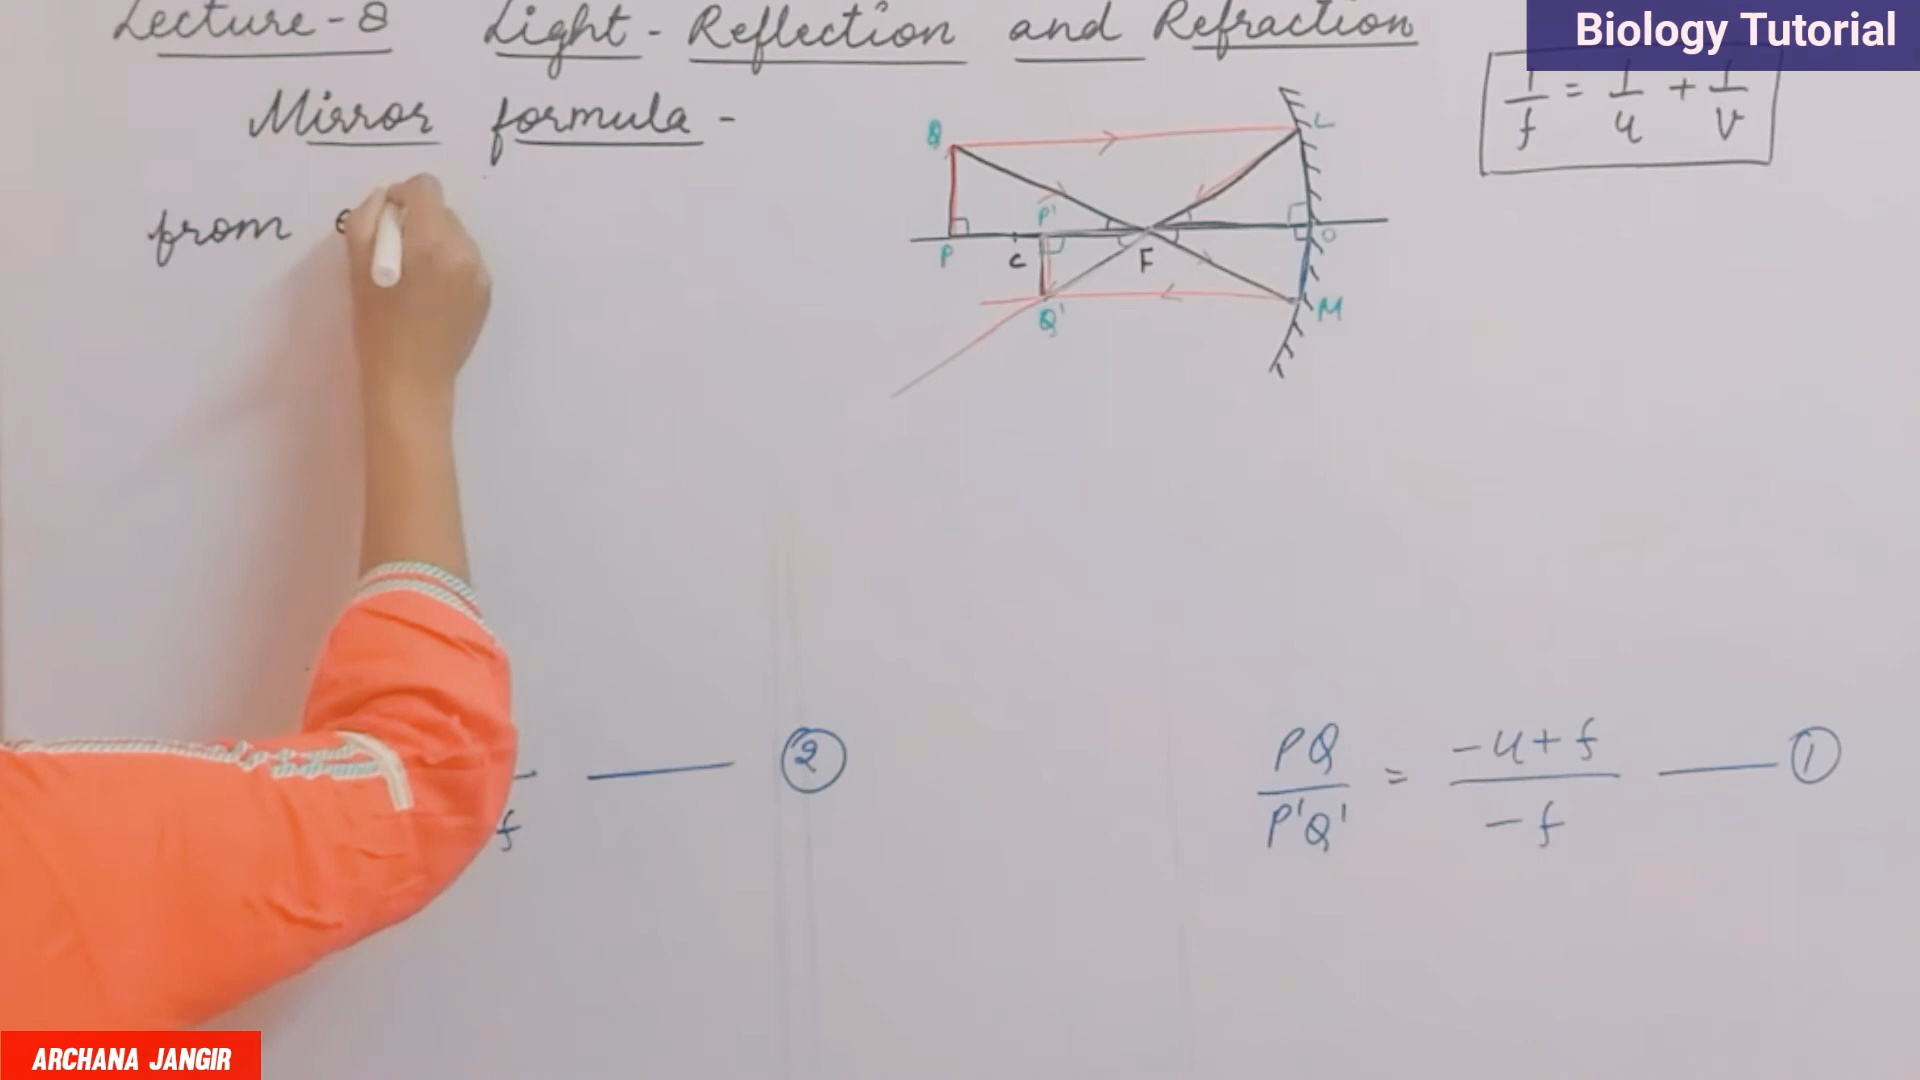 Lecture-8 Light-Reflection and Refraction
Biology Tutorial
Mirror formula -
1/f = 1/u + 1/v
from
Q
L
P'
P
C
F
O
Q'
M
PQ/P'Q' = -u+f/-f —— ①
—— ②
f
ARCHANA JANGIR